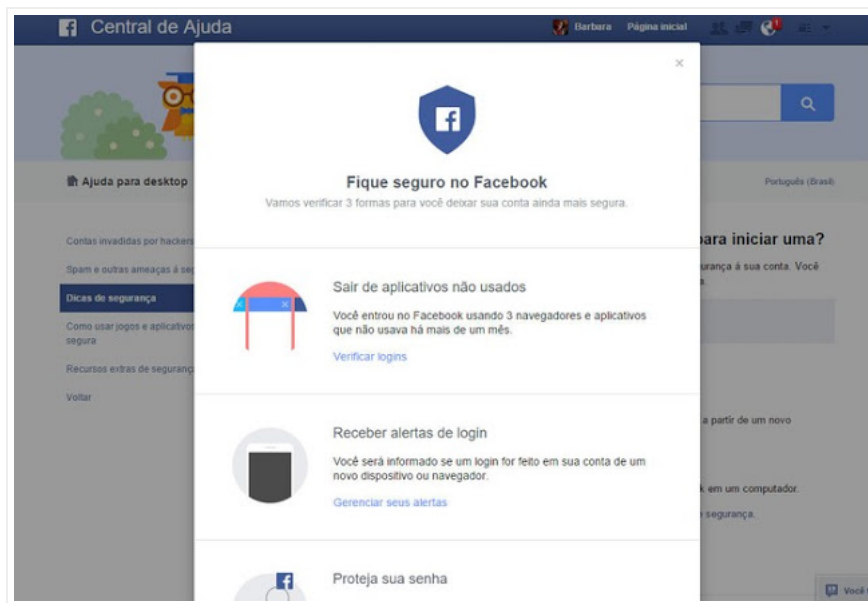 Central de Ajuda
Barbara Página inicial
1
Fique seguro no Facebook
Vamos verificar 3 formas para você deixar sua conta ainda mais segura.
Ajuda para desktop
Português (Brasil)
Contas invadidas por hackers
Spam e outras ameaças à seg
Dicas de segurança
Como usar jogos e aplicativos
segura
Recursos extras de segurança
Voltar
para iniciar uma?
urança à sua conta. Você
Sair de aplicativos não usados
Você entrou no Facebook usando 3 navegadores e aplicativos
que não usava há mais de um mês.
Verificar logins
Receber alertas de login
Você será informado se um login for feito em sua conta de um
novo dispositivo ou navegador.
Gerenciar seus alertas
a partir de um novo
k em um computador.
segurança.
Proteja sua senha
Você